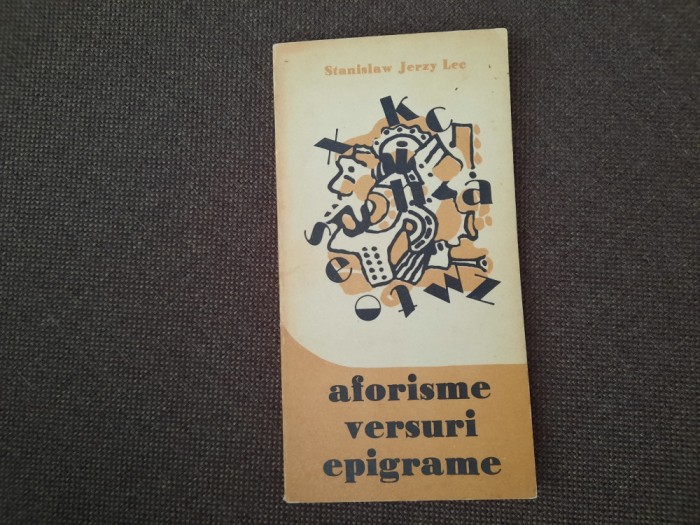 Stanislaw Jerzy Lec
aforisme
versuri
epigrame